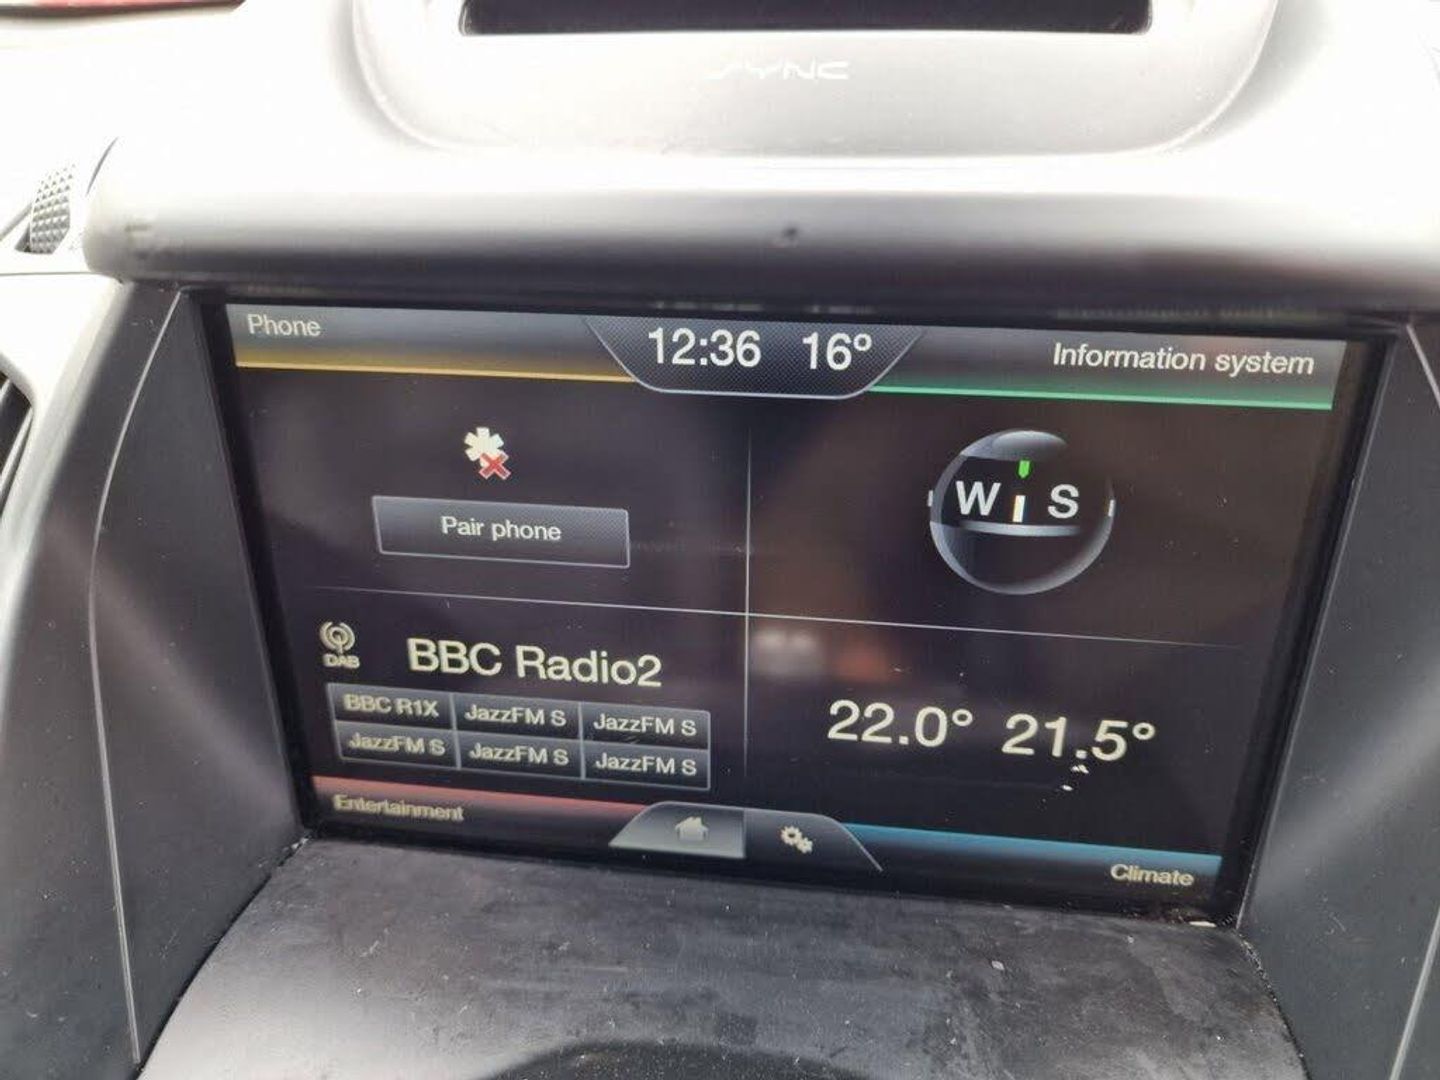 SYNC
Phone
12:36 16°
Information system
Pair phone
W S
DAB
BBC Radio2
BBC R1X JazzFM S JazzFM S
JazzFM S JazzFM S JazzFM S
22.0° 21.5°
Entertainment
Climate